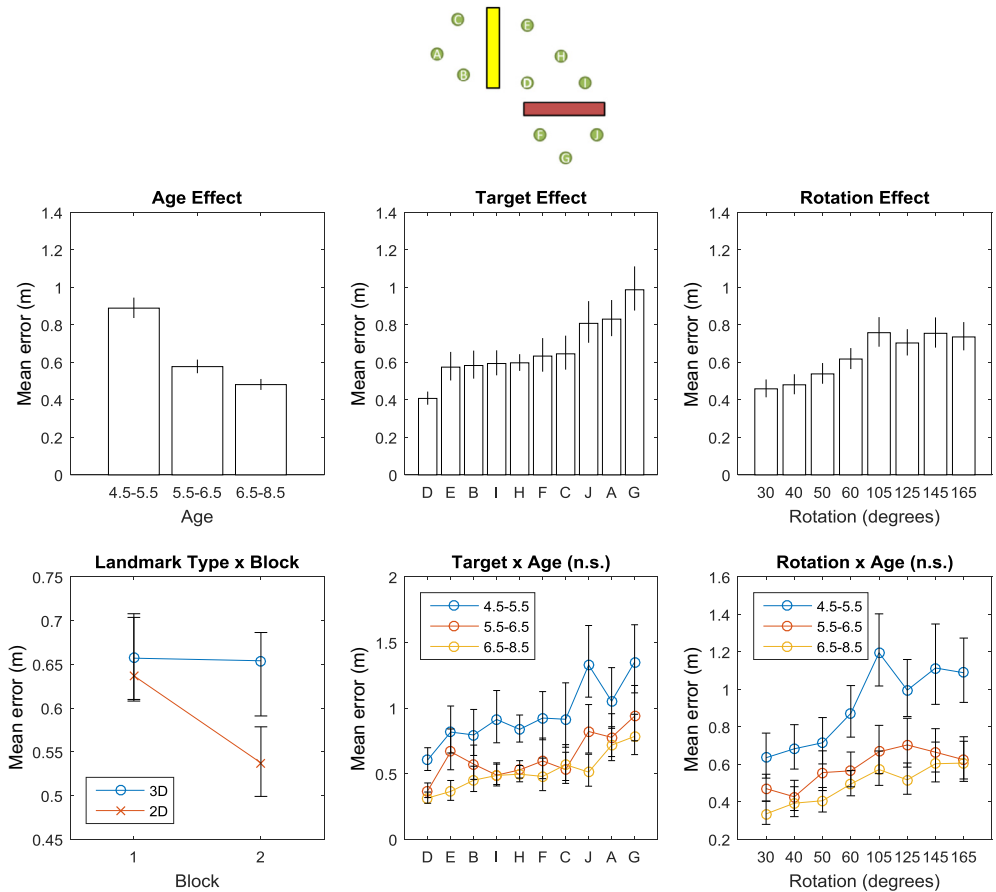 C
E
A
H
B
D
I
F
J
G
Age Effect
Mean error (m)
1.4
1.2
1
0.8
0.6
0.4
0.2
0
4.5-5.5 5.5-6.5 6.5-8.5
Age
Target Effect
Mean error (m)
1.4
1.2
1
0.8
0.6
0.4
0.2
0
D E B I H F C J A G
Rotation Effect
Mean error (m)
1.4
1.2
1
0.8
0.6
0.4
0.2
0
30 40 50 60 105 125 145 165
Rotation (degrees)
Landmark Type x Block
Mean error (m)
0.75
0.7
0.65
0.6
0.55
0.5
0.45
3D
2D
1 2
Block
Target x Age (n.s.)
Mean error (m)
2
1.5
1
0.5
0
4.5-5.5
5.5-6.5
6.5-8.5
D E B I H F C J A G
Rotation x Age (n.s.)
Mean error (m)
1.6
1.4
1.2
1
0.8
0.6
0.4
0.2
4.5-5.5
5.5-6.5
6.5-8.5
30 40 50 60 105 125 145 165
Rotation (degrees)